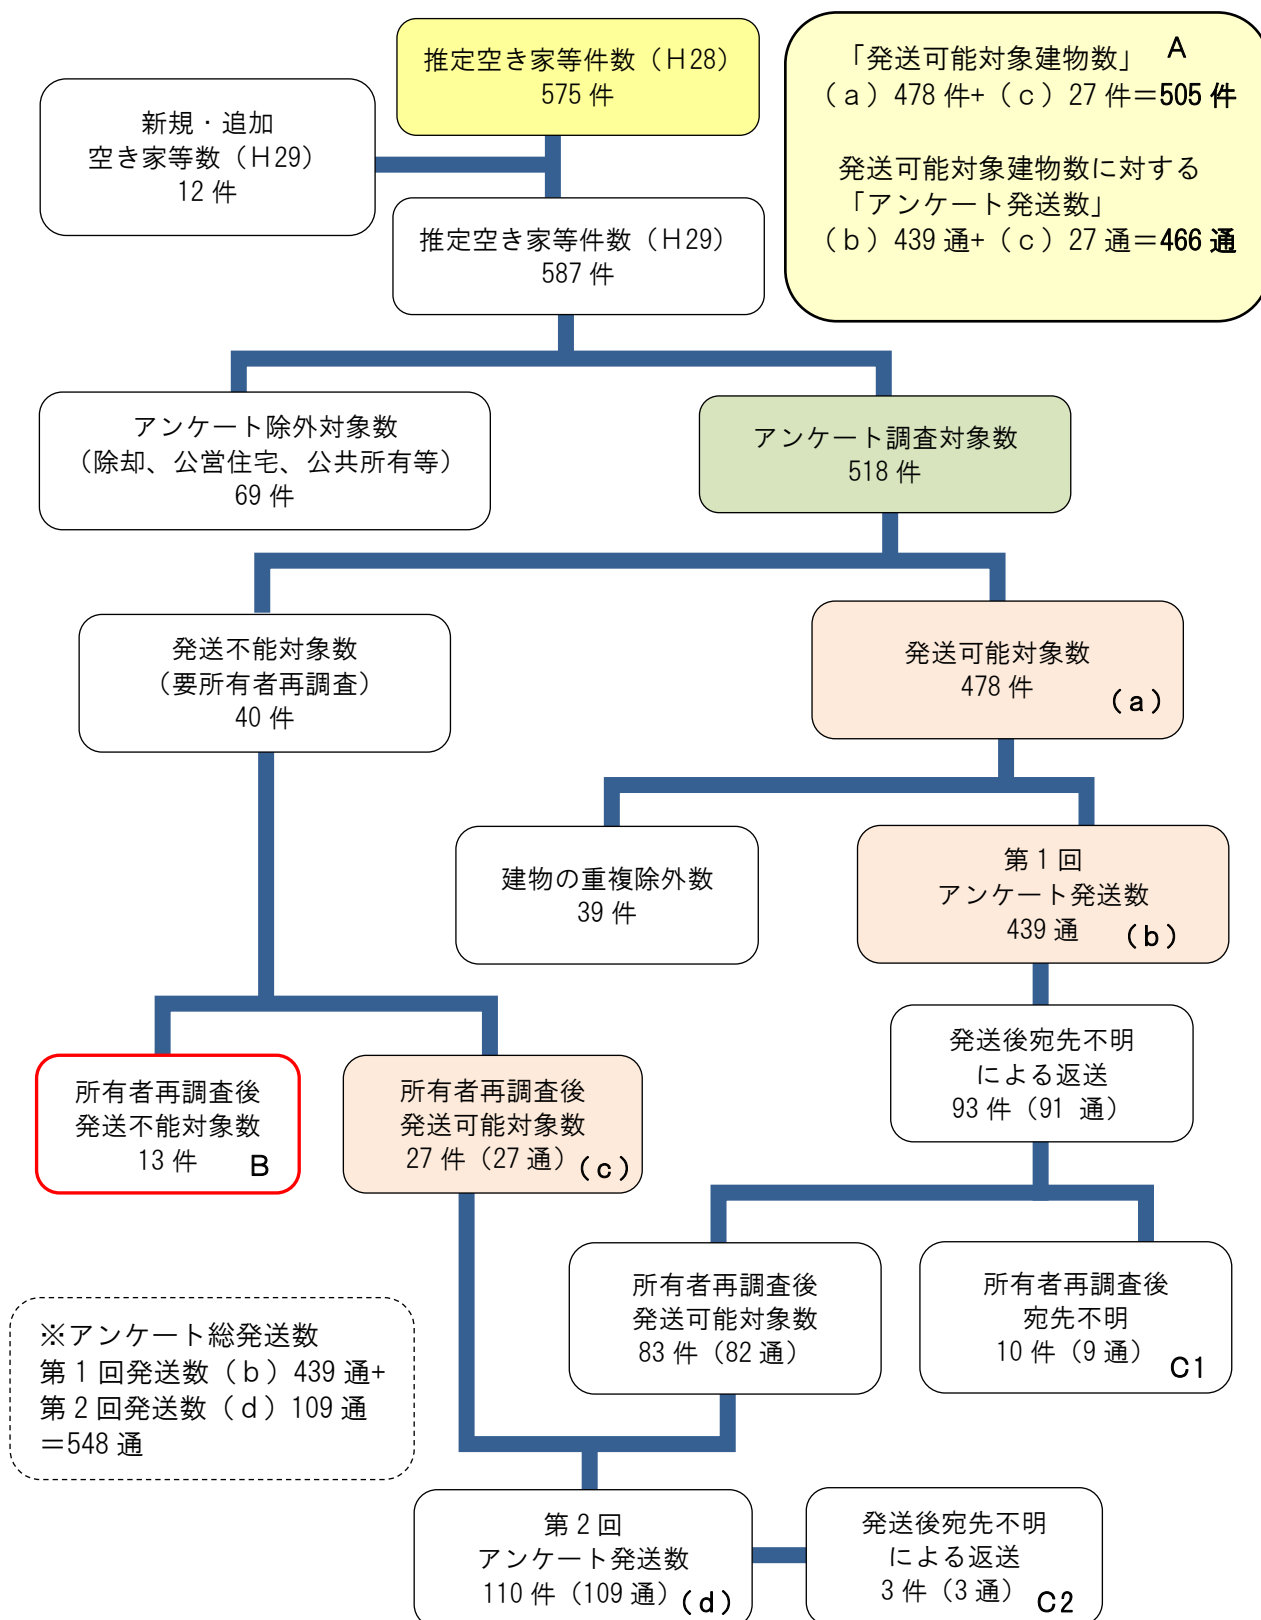 推定空き家等件数（H28）
575 件
「発送可能対象建物数」 A
（a）478 件+（c）27 件＝505 件
発送可能対象建物数に対する
「アンケート発送数」
（b）439 通+（c）27 通＝466 通
新規・追加
空き家等数（H29）
12 件
推定空き家等件数（H29）
587 件
アンケート除外対象数
（除却、公営住宅、公共所有等）
69 件
アンケート調査対象数
518 件
発送不能対象数
（要所有者再調査）
40 件
発送可能対象数
478 件
（a）
建物の重複除外数
39 件
第１回
アンケート発送数
439 通
（b）
発送後宛先不明
による返送
93 件（91 通）
所有者再調査後
発送不能対象数
13 件
B
所有者再調査後
発送可能対象数
27 件（27 通）
（c）
所有者再調査後
発送可能対象数
83 件（82 通）
所有者再調査後
宛先不明
10 件（9 通）
C1
※アンケート総発送数
第１回発送数（b）439 通+
第２回発送数（d）109 通
＝548 通
第２回
アンケート発送数
110 件（109 通）
（d）
発送後宛先不明
による返送
3 件（3 通）
C2